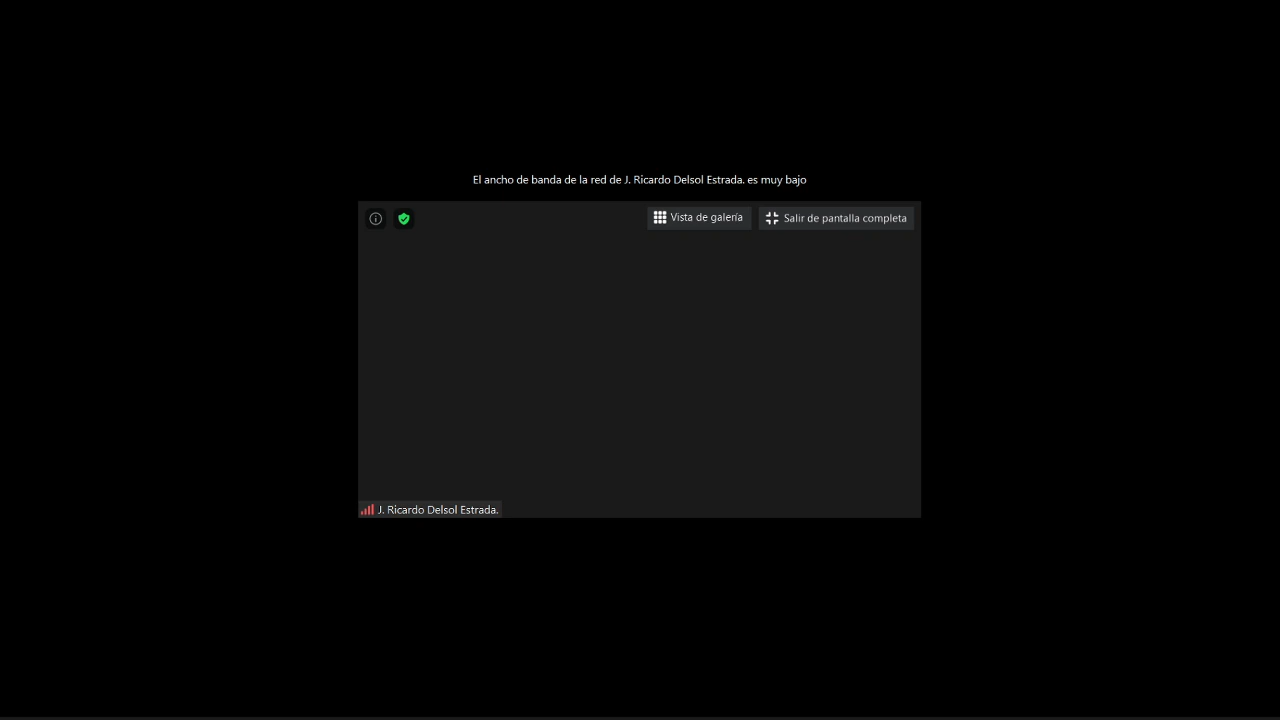 El ancho de banda de la red de J. Ricardo Delsol Estrada. es muy bajo
Vista de galería
Salir de pantalla completa
J. Ricardo Delsol Estrada.